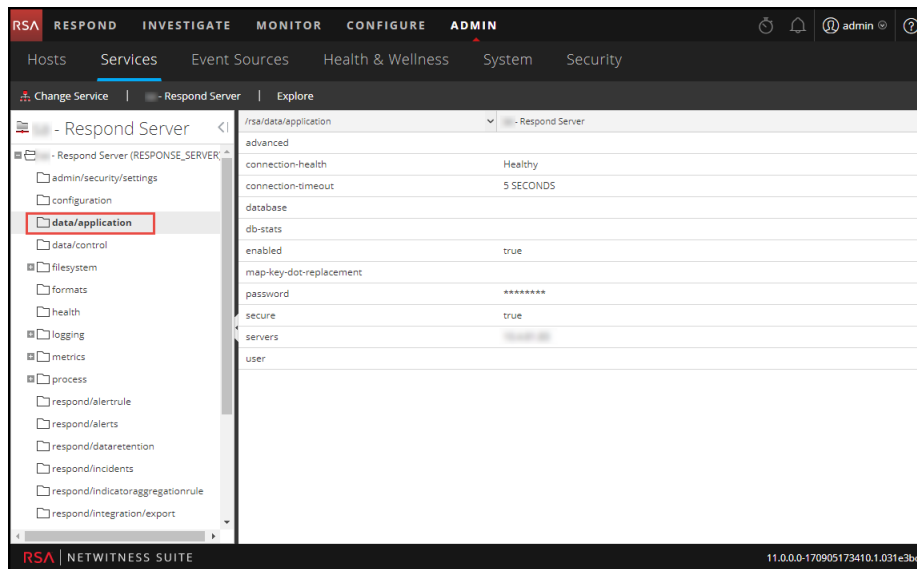 RSA RESPOND INVESTIGATE MONITOR CONFIGURE ADMIN admin
Hosts Services Event Sources Health & Wellness System Security
Change Service | - Respond Server | Explore
- Respond Server
- Respond Server (RESPONSE_SERVER)
admin/security/settings
configuration
data/application
data/control
filesystem
formats
health
logging
metrics
process
respond/alertrule
respond/alerts
respond/dataretention
respond/incidents
respond/indicatoraggregationrule
respond/integration/export
/rsa/data/application - Respond Server
advanced
connection-health Healthy
connection-timeout 5 SECONDS
database
db-stats
enabled true
map-key-dot-replacement
password ********
secure true
servers
user
RSA | NETWITNESS SUITE 11.0.0.0-170905173410.1.031e3b